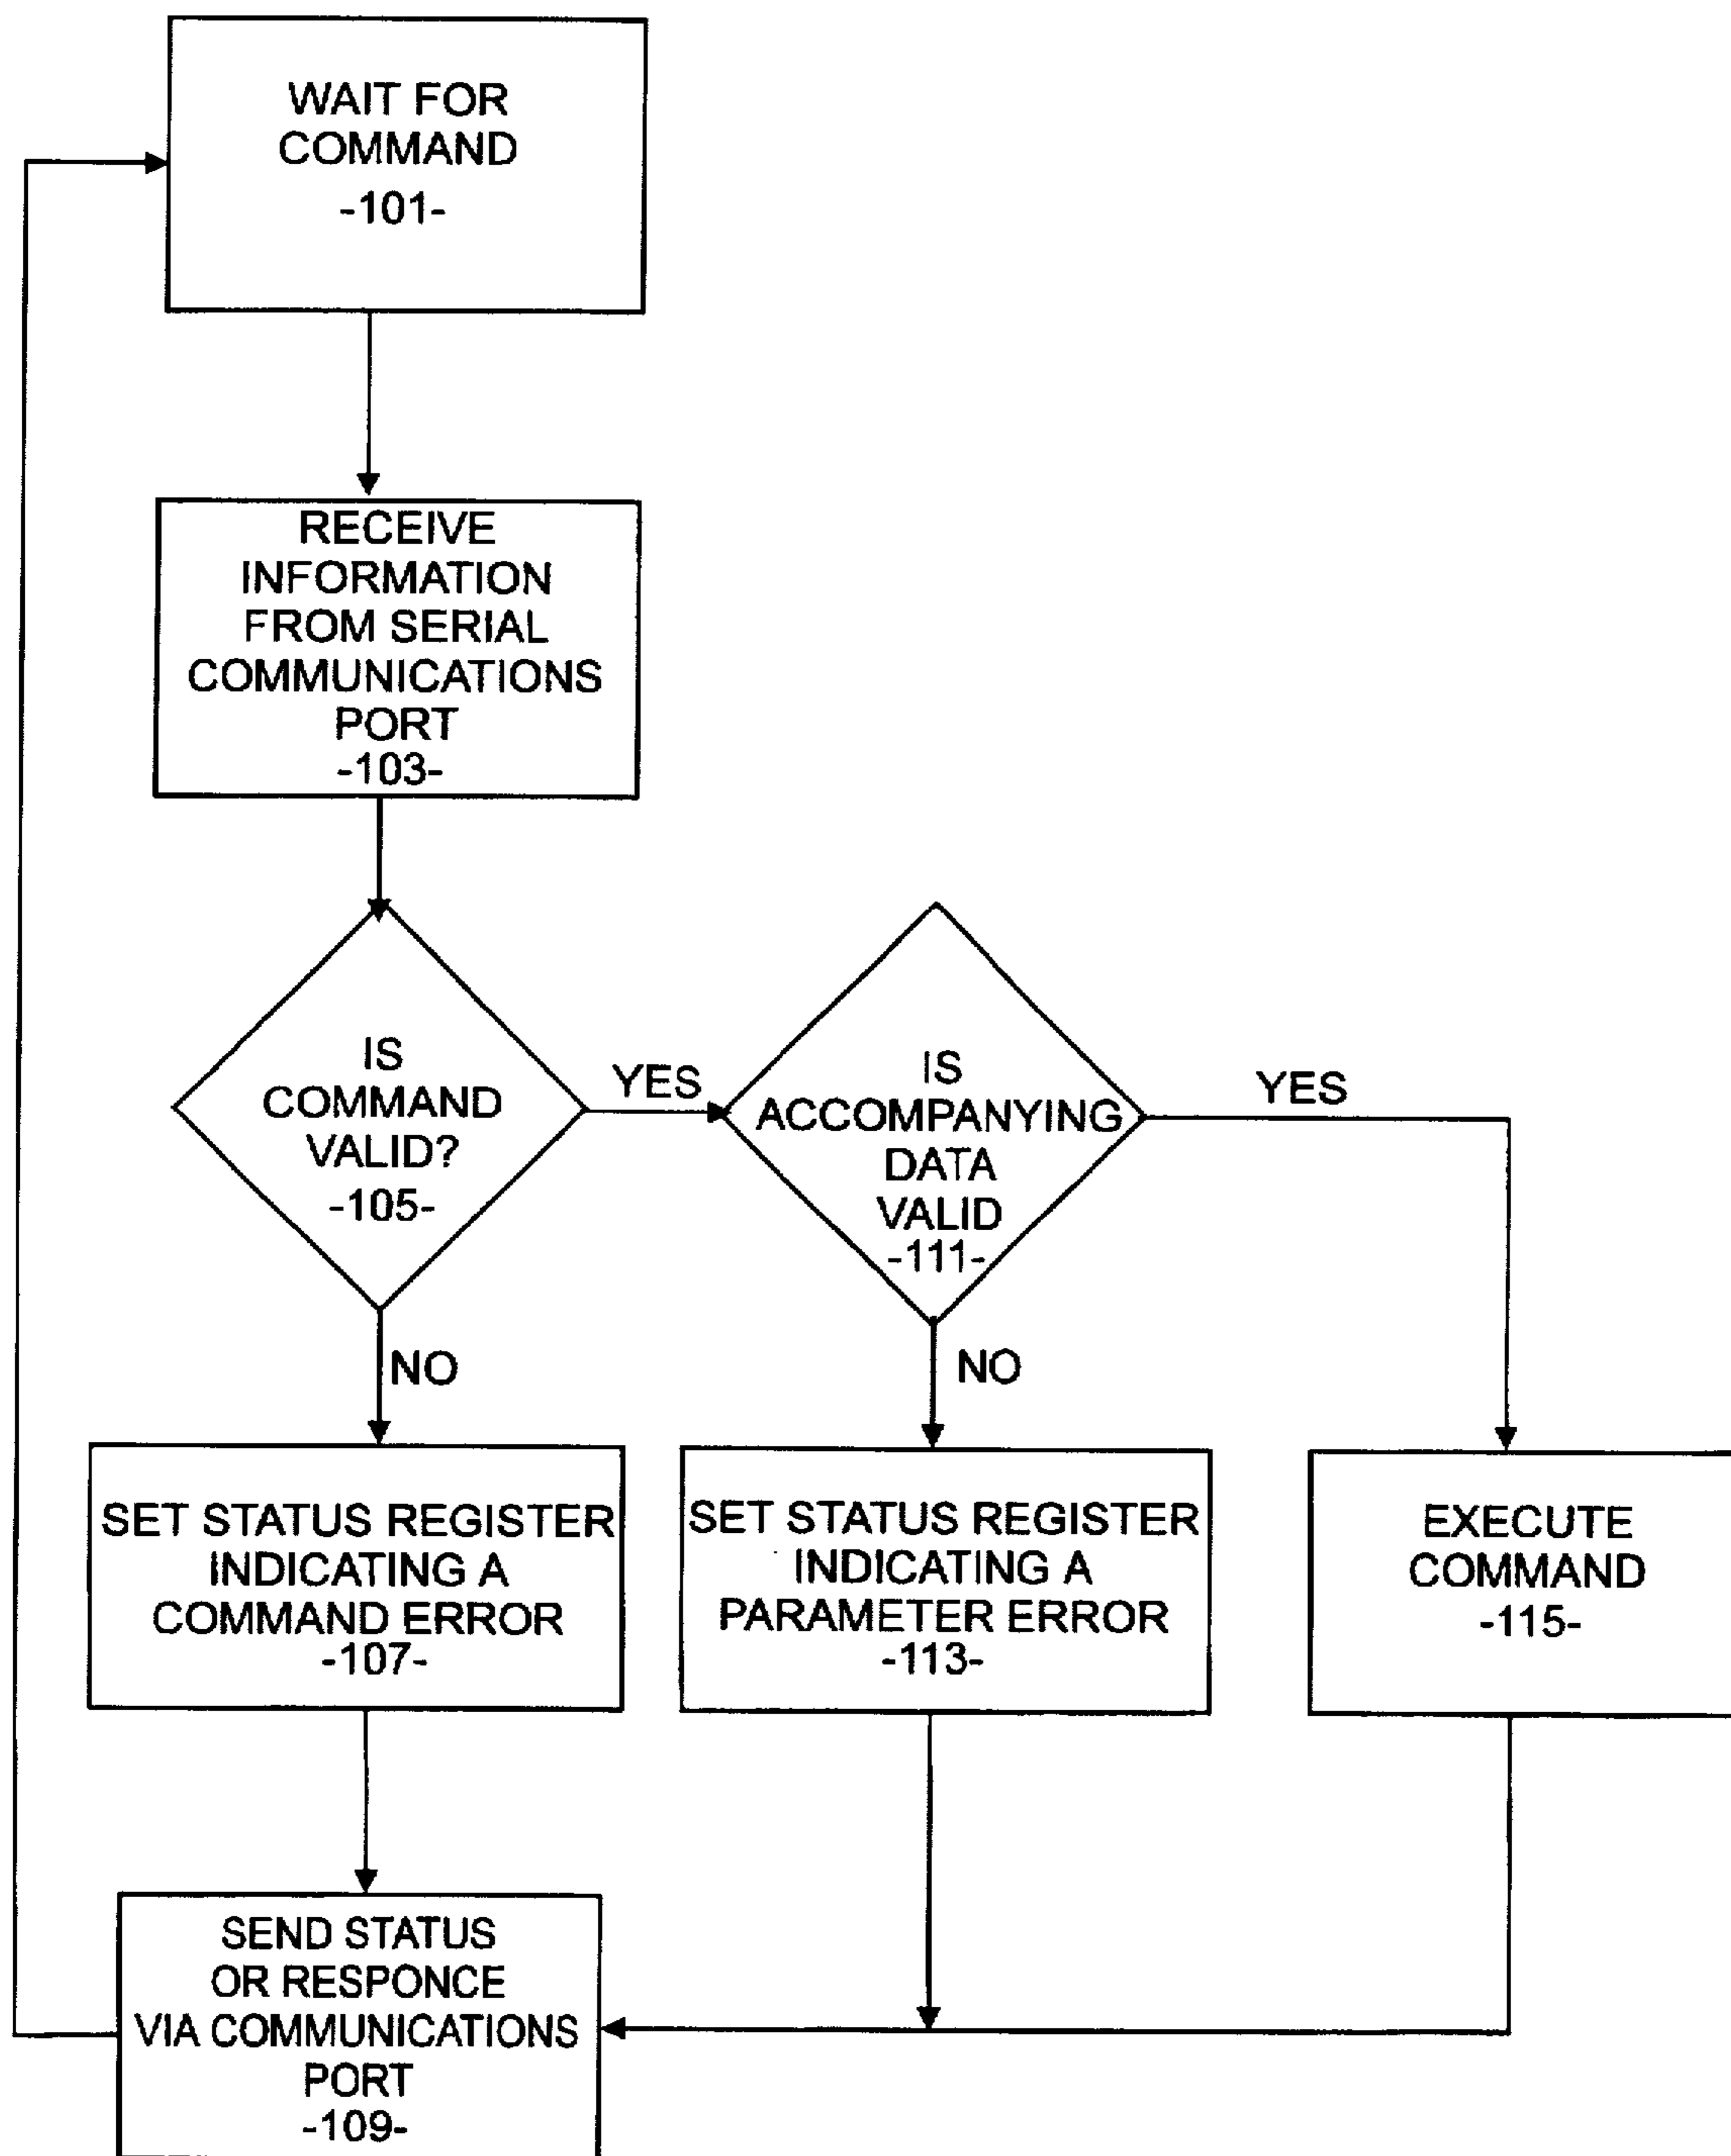 WAIT FOR
COMMAND
-101-
RECEIVE
INFORMATION
FROM SERIAL
COMMUNICATIONS
PORT
-103-
IS
COMMAND
VALID?
-105-
YES
IS
ACCOMPANYING
DATA
VALID
-111-
YES
NO
NO
SET STATUS REGISTER
INDICATING A
COMMAND ERROR
-107-
SET STATUS REGISTER
INDICATING A
PARAMETER ERROR
-113-
EXECUTE
COMMAND
-115-
SEND STATUS
OR RESPONCE
VIA COMMUNICATIONS
PORT
-109-